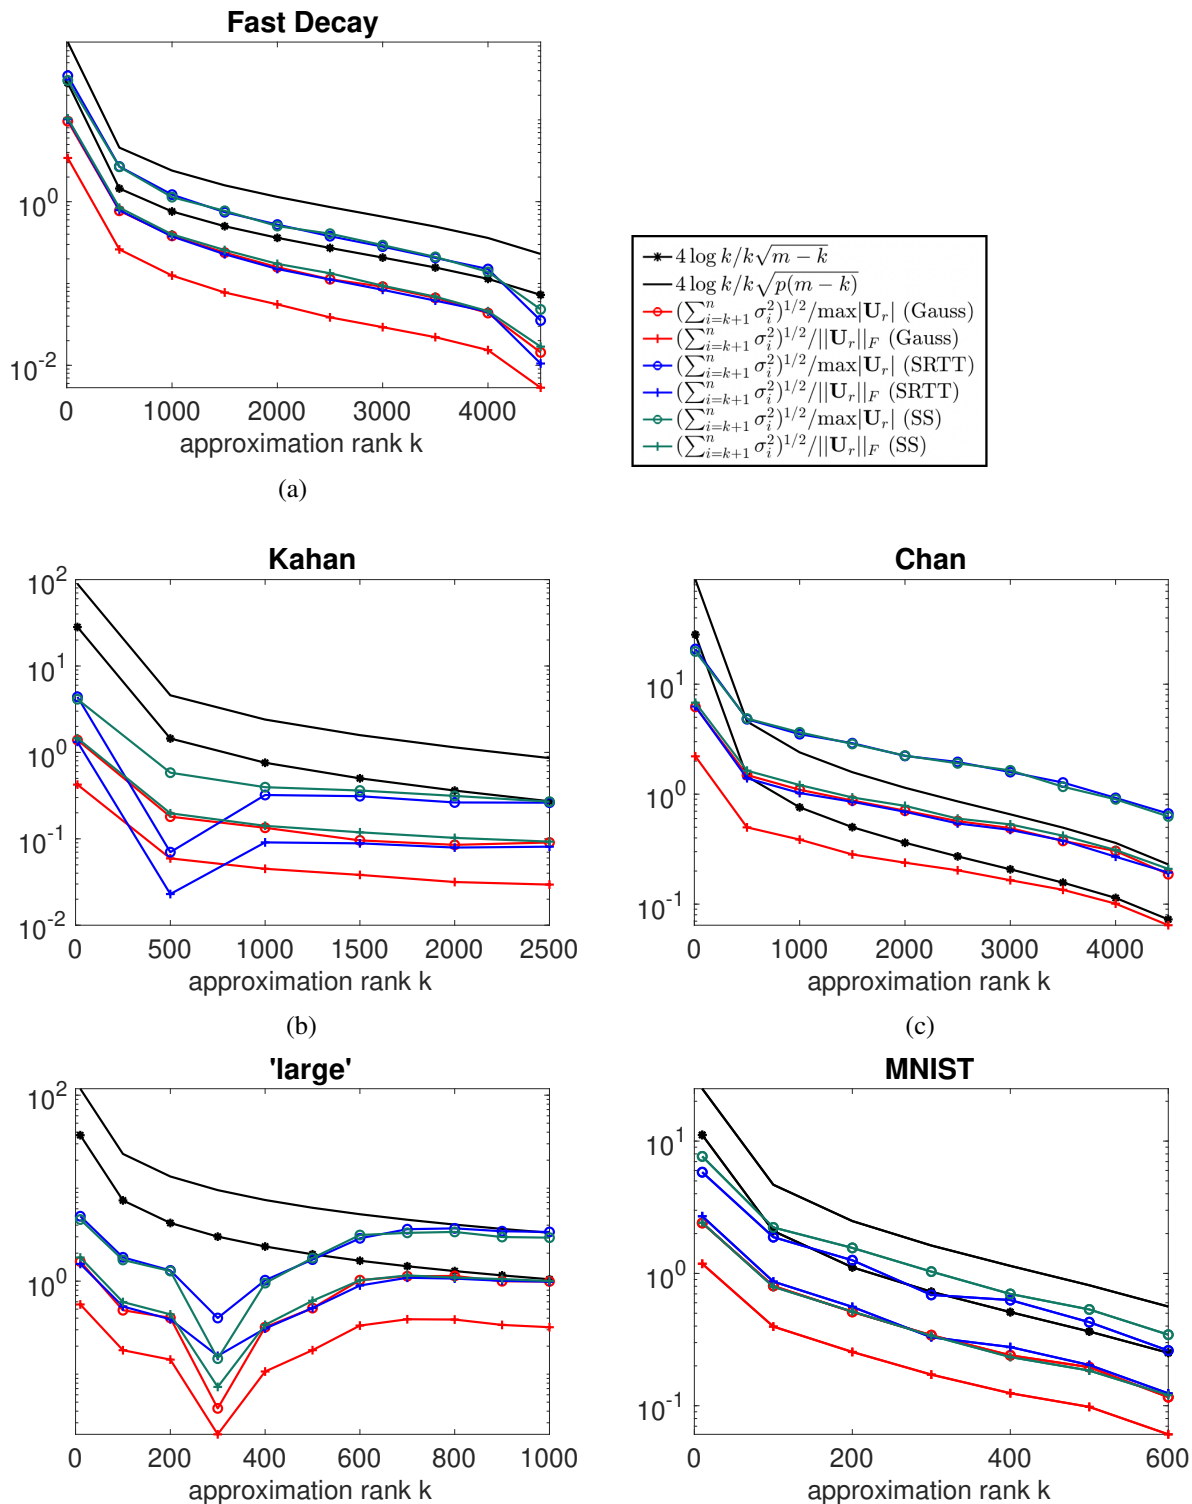 Fast Decay
10^0
10^-2
0 1000 2000 3000 4000
approximation rank k
(a)
4 log k/k√(m − k)
4 log k/k√(p(m − k))
(∑_{i=k+1}^n σ_i^2)^{1/2}/max|U_r| (Gauss)
(∑_{i=k+1}^n σ_i^2)^{1/2}/||U_r||_F (Gauss)
(∑_{i=k+1}^n σ_i^2)^{1/2}/max|U_r| (SRTT)
(∑_{i=k+1}^n σ_i^2)^{1/2}/||U_r||_F (SRTT)
(∑_{i=k+1}^n σ_i^2)^{1/2}/max|U_r| (SS)
(∑_{i=k+1}^n σ_i^2)^{1/2}/||U_r||_F (SS)
Kahan
10^2
10^1
10^0
10^-1
10^-2
0 500 1000 1500 2000 2500
approximation rank k
(b)
Chan
10^1
10^0
10^-1
0 1000 2000 3000 4000
approximation rank k
(c)
'large'
10^2
10^0
0 200 400 600 800 1000
approximation rank k
MNIST
10^1
10^0
10^-1
0 200 400 600
approximation rank k